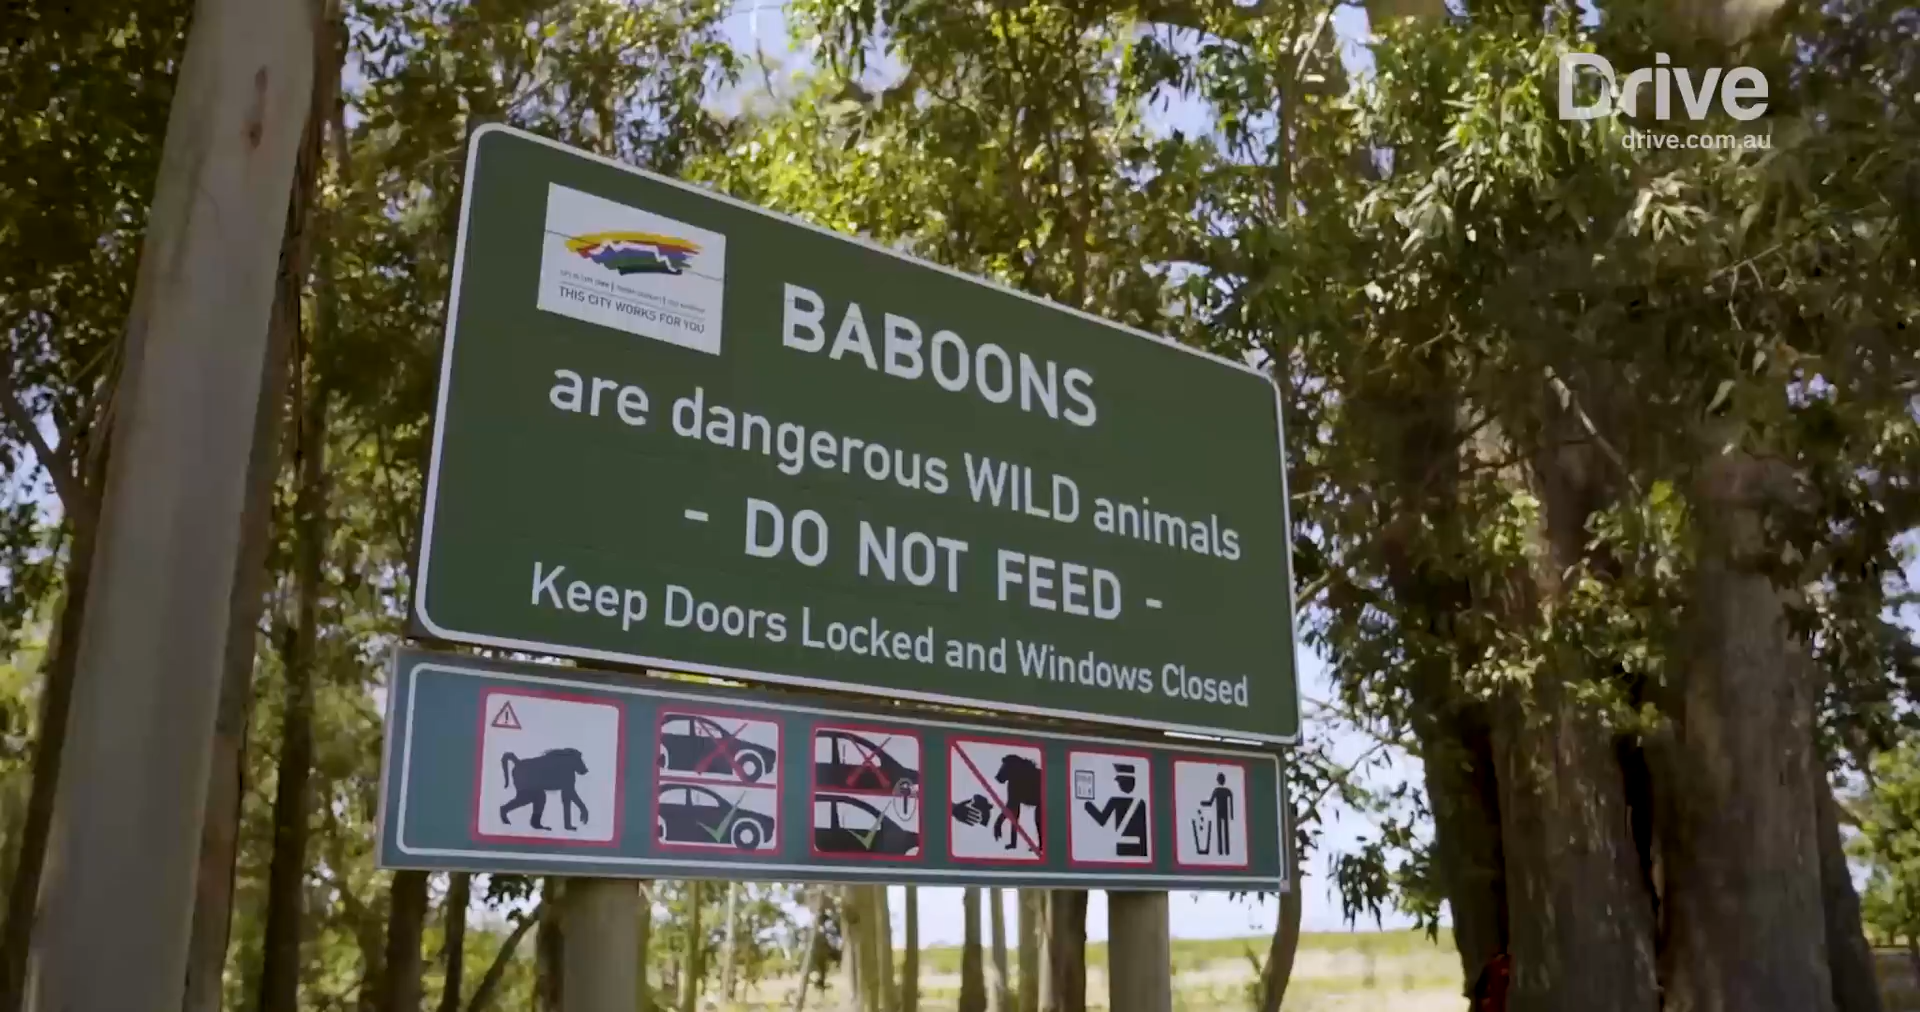 Drive
drive.com.au
THIS CITY WORKS FOR YOU
BABOONS
are dangerous WILD animals
- DO NOT FEED -
Keep Doors Locked and Windows Closed